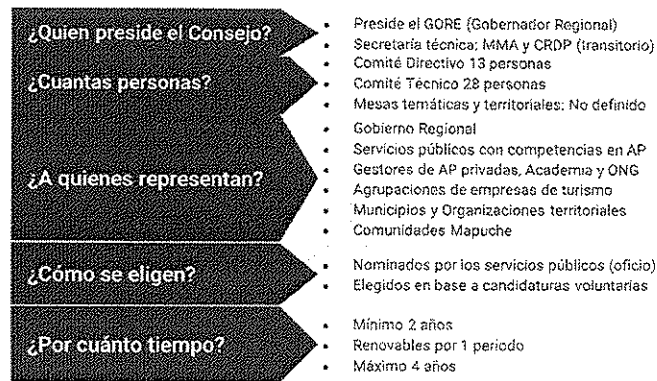 ¿Quien preside el Consejo?
Preside el GORE (Gobernador Regional)
Secretaría técnica: MMA y CRDP (transitorio)
¿Cuantas personas?
Comité Directivo 13 personas
Comité Técnico 28 personas
Mesas temáticas y territoriales: No definido
¿A quienes representan?
Gobierno Regional
Servicios públicos con competencias en AP
Gestores de AP privadas, Academia y ONG
Agrupaciones de empresas de turismo
Municipios y Organizaciones territoriales
Comunidades Mapuche
¿Cómo se eligen?
Nominados por los servicios públicos (oficio)
Elegidos en base a candidaturas voluntarias
¿Por cuánto tiempo?
Mínimo 2 años
Renovables por 1 periodo
Máximo 4 años